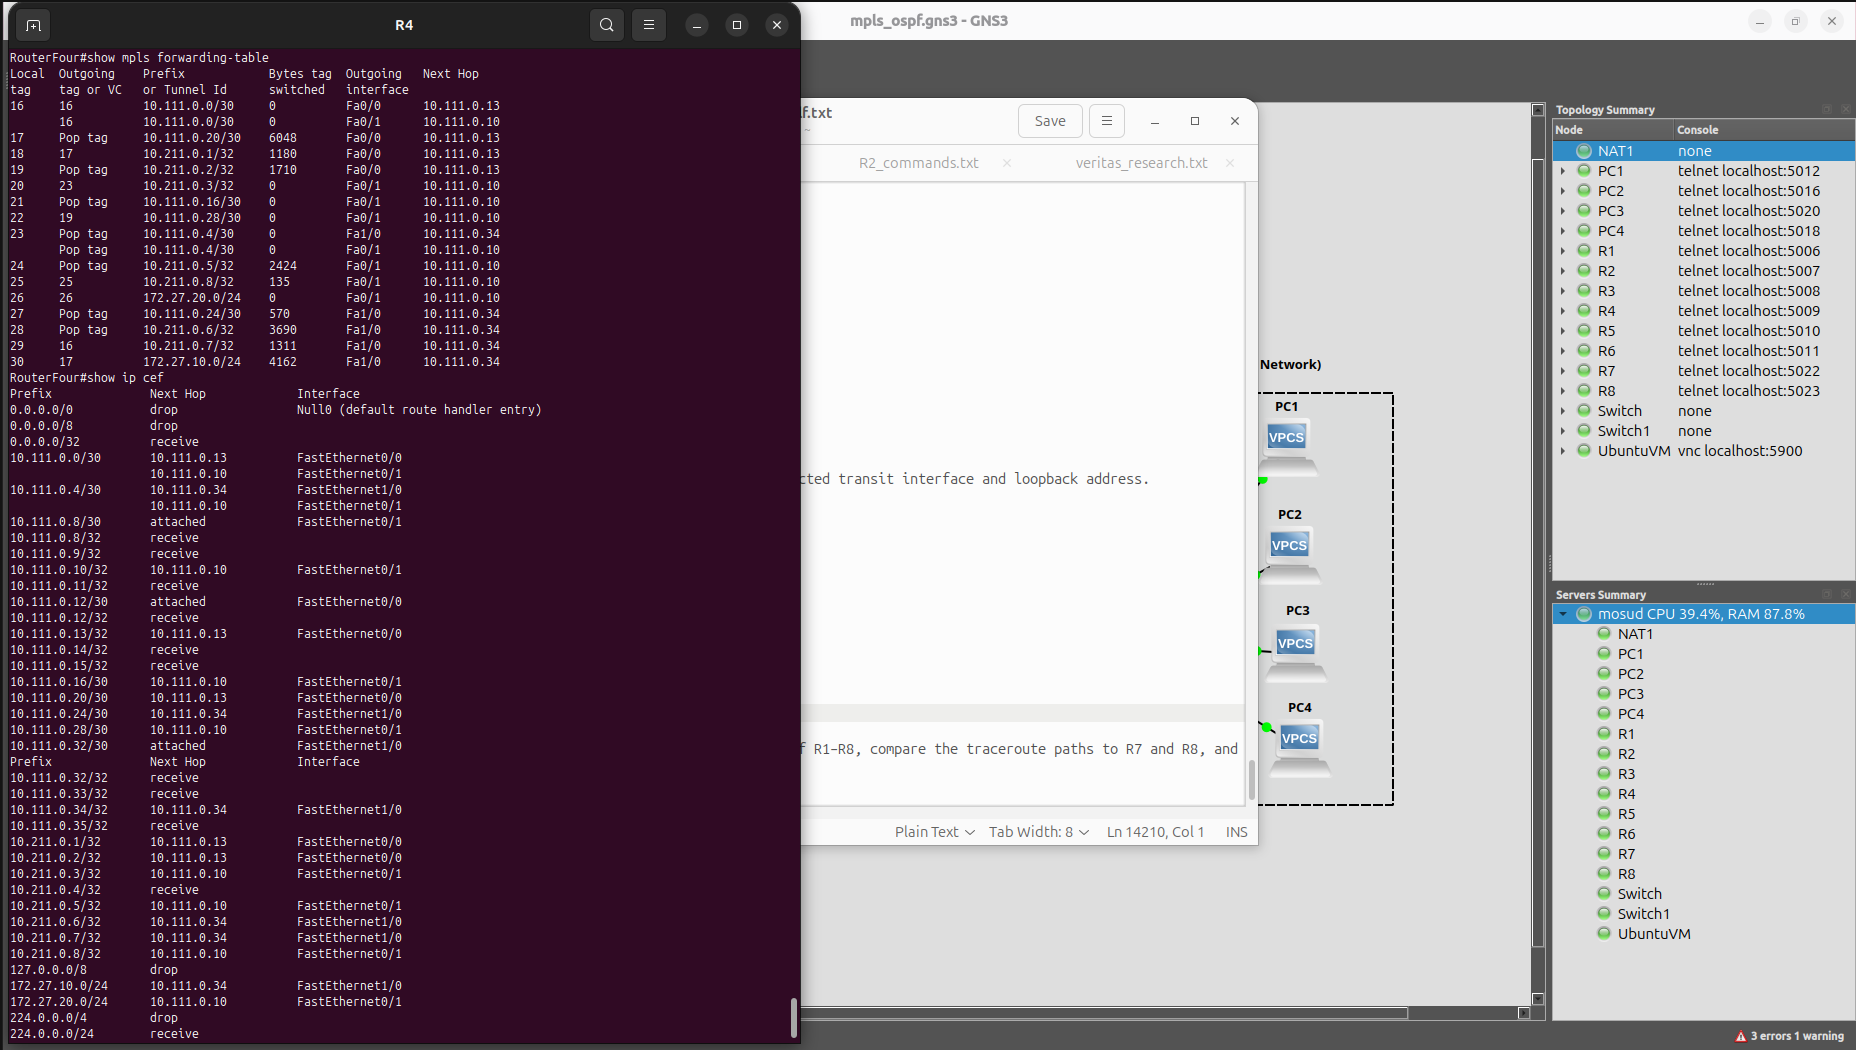 R4
RouterFour#show mpls forwarding-table
Local  Outgoing    Prefix            Bytes tag  Outgoing   Next Hop
tag    tag or VC   or Tunnel Id      switched   interface
16     16          10.111.0.0/30     0          Fa0/0      10.111.0.13
       16          10.111.0.0/30     0          Fa0/1      10.111.0.10
17     Pop tag     10.111.0.20/30    6048       Fa0/0      10.111.0.13
18     17          10.211.0.1/32     1180       Fa0/0      10.111.0.13
19     Pop tag     10.211.0.2/32     1710       Fa0/0      10.111.0.13
20     23          10.211.0.3/32     0          Fa0/1      10.111.0.10
21     Pop tag     10.111.0.16/30    0          Fa0/1      10.111.0.10
22     19          10.111.0.28/30    0          Fa0/1      10.111.0.10
23     Pop tag     10.111.0.4/30     0          Fa1/0      10.111.0.34
       Pop tag     10.111.0.4/30     0          Fa0/1      10.111.0.10
24     Pop tag     10.211.0.5/32     2424       Fa0/1      10.111.0.10
25     25          10.211.0.8/32     135        Fa0/1      10.111.0.10
26     26          172.27.20.0/24    0          Fa0/1      10.111.0.10
27     Pop tag     10.111.0.24/30    570        Fa1/0      10.111.0.34
28     Pop tag     10.211.0.6/32     3690       Fa1/0      10.111.0.34
29     16          10.211.0.7/32     1311       Fa1/0      10.111.0.34
30     17          172.27.10.0/24    4162       Fa1/0      10.111.0.34
RouterFour#show ip cef
Prefix              Next Hop             Interface
0.0.0.0/0           drop                 Null0 (default route handler entry)
0.0.0.0/8           drop
0.0.0.0/32          receive
10.111.0.0/30       10.111.0.13          FastEthernet0/0
                    10.111.0.10          FastEthernet0/1
10.111.0.4/30       10.111.0.34          FastEthernet1/0
                    10.111.0.10          FastEthernet0/1
10.111.0.8/30       attached             FastEthernet0/1
10.111.0.8/32       receive
10.111.0.9/32       receive
10.111.0.10/32      10.111.0.10          FastEthernet0/1
10.111.0.11/32      receive
10.111.0.12/30      attached             FastEthernet0/0
10.111.0.12/32      receive
10.111.0.13/32      10.111.0.13          FastEthernet0/0
10.111.0.14/32      receive
10.111.0.15/32      receive
10.111.0.16/30      10.111.0.10          FastEthernet0/1
10.111.0.20/30      10.111.0.13          FastEthernet0/0
10.111.0.24/30      10.111.0.34          FastEthernet1/0
10.111.0.28/30      10.111.0.10          FastEthernet0/1
10.111.0.32/30      attached             FastEthernet1/0
Prefix              Next Hop             Interface
10.111.0.32/32      receive
10.111.0.33/32      receive
10.111.0.34/32      10.111.0.34          FastEthernet1/0
10.111.0.35/32      receive
10.211.0.1/32       10.111.0.13          FastEthernet0/0
10.211.0.2/32       10.111.0.13          FastEthernet0/0
10.211.0.3/32       10.111.0.10          FastEthernet0/1
10.211.0.4/32       receive
10.211.0.5/32       10.111.0.10          FastEthernet0/1
10.211.0.6/32       10.111.0.34          FastEthernet1/0
10.211.0.7/32       10.111.0.34          FastEthernet1/0
10.211.0.8/32       10.111.0.10          FastEthernet0/1
127.0.0.0/8         drop
172.27.10.0/24      10.111.0.34          FastEthernet1/0
172.27.20.0/24      10.111.0.10          FastEthernet0/1
224.0.0.0/4         drop
224.0.0.0/24        receive
mpls_ospf.gns3 - GNS3
f.txt
Save
R2_commands.txt
veritas_research.txt
cted transit interface and loopback address.
f R1–R8, compare the traceroute paths to R7 and R8, and
Plain Text
Tab Width: 8
Ln 14210, Col 1
INS
Network)
PC1
VPCS
PC2
VPCS
PC3
VPCS
PC4
VPCS
Topology Summary
Node Console
NAT1 none
PC1 telnet localhost:5012
PC2 telnet localhost:5016
PC3 telnet localhost:5020
PC4 telnet localhost:5018
R1 telnet localhost:5006
R2 telnet localhost:5007
R3 telnet localhost:5008
R4 telnet localhost:5009
R5 telnet localhost:5010
R6 telnet localhost:5011
R7 telnet localhost:5022
R8 telnet localhost:5023
Switch none
Switch1 none
UbuntuVM vnc localhost:5900
Servers Summary
mosud CPU 39.4%, RAM 87.8%
NAT1
PC1
PC2
PC3
PC4
R1
R2
R3
R4
R5
R6
R7
R8
Switch
Switch1
UbuntuVM
3 errors 1 warning